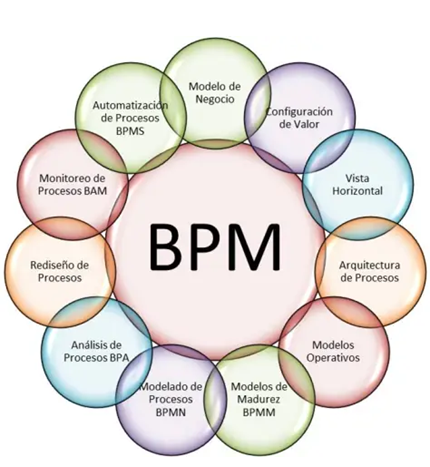 BPM
Modelo de
Negocio
Configuración
de Valor
Vista
Horizontal
Arquitectura
de Procesos
Modelos
Operativos
Modelos de
Madurez
BPMM
Modelado de
Procesos
BPMN
Análisis de
Procesos BPA
Rediseño de
Procesos
Monitoreo de
Procesos BAM
Automatización
de Procesos
BPMS